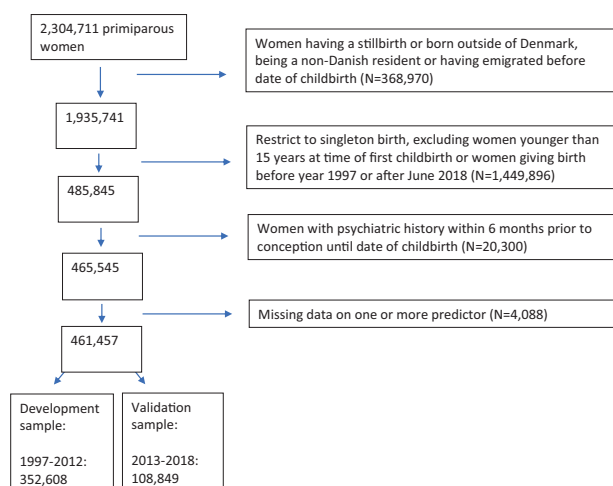 2,304,711 primiparous
women
Women having a stillbirth or born outside of Denmark,
being a non-Danish resident or having emigrated before
date of childbirth (N=368,970)
1,935,741
Restrict to singleton birth, excluding women younger than
15 years at time of first childbirth or women giving birth
before year 1997 or after June 2018 (N=1,449,896)
485,845
Women with psychiatric history within 6 months prior to
conception until date of childbirth (N=20,300)
465,545
Missing data on one or more predictor (N=4,088)
461,457
Development
sample:
1997-2012:
352,608
Validation
sample:
2013-2018:
108,849